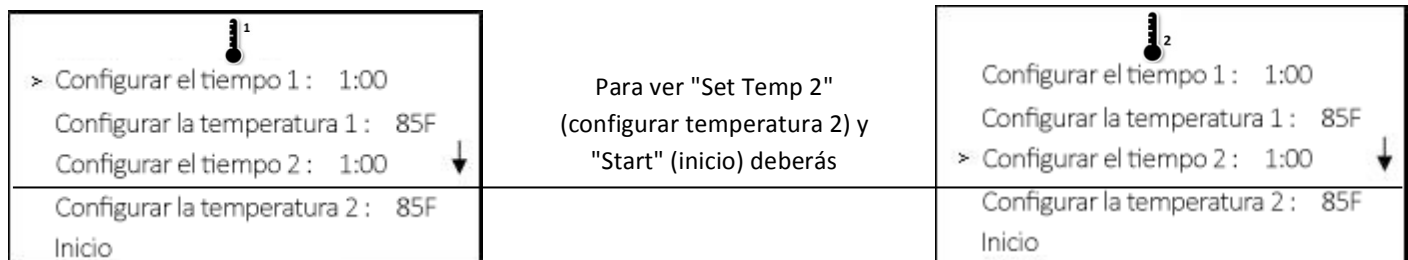 1
> Configurar el tiempo 1 : 1:00
Configurar la temperatura 1 : 85F
Configurar el tiempo 2 : 1:00
Configurar la temperatura 2 : 85F
Inicio
Para ver "Set Temp 2"
(configurar temperatura 2) y
"Start" (inicio) deberás
2
Configurar el tiempo 1 : 1:00
Configurar la temperatura 1 : 85F
> Configurar el tiempo 2 : 1:00
Configurar la temperatura 2 : 85F
Inicio